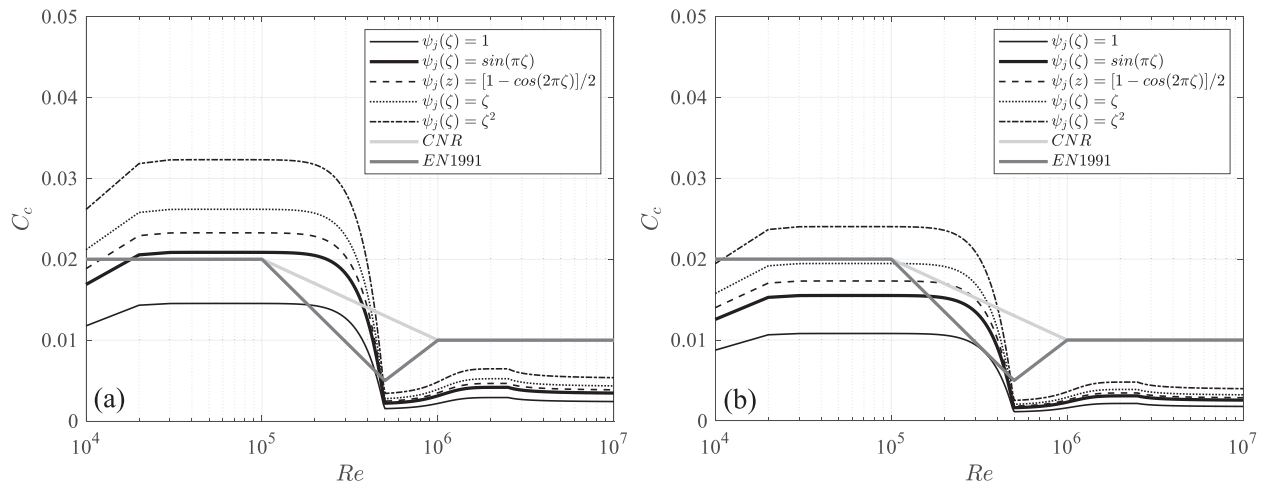 0.05
0.04
0.03
0.02
0.01
0
C_c
10^4
10^5
10^6
10^7
Re
(a)
ψ_j(ζ) = 1
ψ_j(ζ) = sin(πζ)
ψ_j(z) = [1 − cos(2πζ)]/2
ψ_j(ζ) = ζ
ψ_j(ζ) = ζ^2
CNR
EN1991
0.05
0.04
0.03
0.02
0.01
0
C_c
10^4
10^5
10^6
10^7
Re
(b)
ψ_j(ζ) = 1
ψ_j(ζ) = sin(πζ)
ψ_j(z) = [1 − cos(2πζ)]/2
ψ_j(ζ) = ζ
ψ_j(ζ) = ζ^2
CNR
EN1991